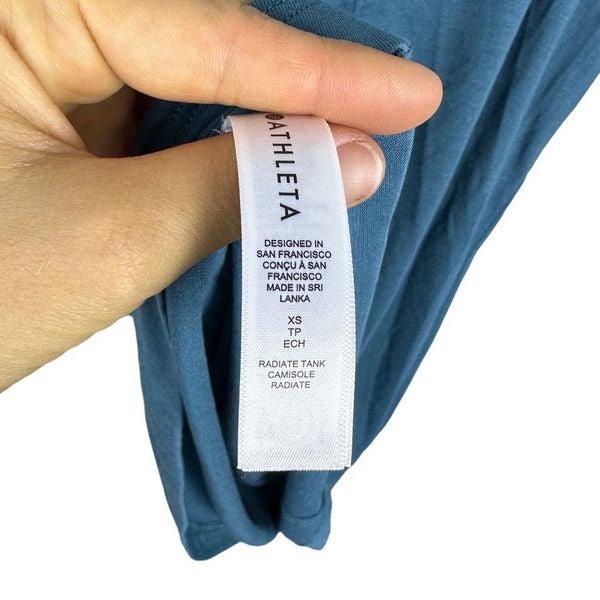 ATHLETA
DESIGNED IN
SAN FRANCISCO
CONÇU À SAN
FRANCISCO
MADE IN SRI
LANKA
XS
TP
ECH
RADIATE TANK
CAMISOLE
RADIATE